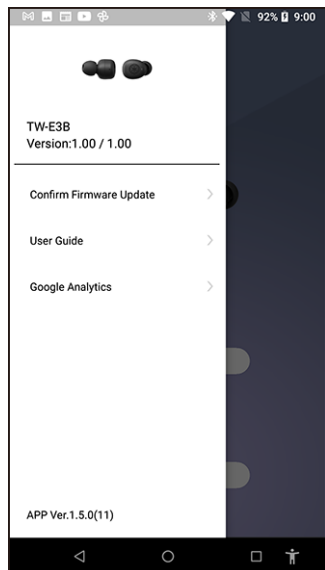 92% 9:00
TW-E3B
Version:1.00 / 1.00
Confirm Firmware Update
User Guide
Google Analytics
APP Ver.1.5.0(11)